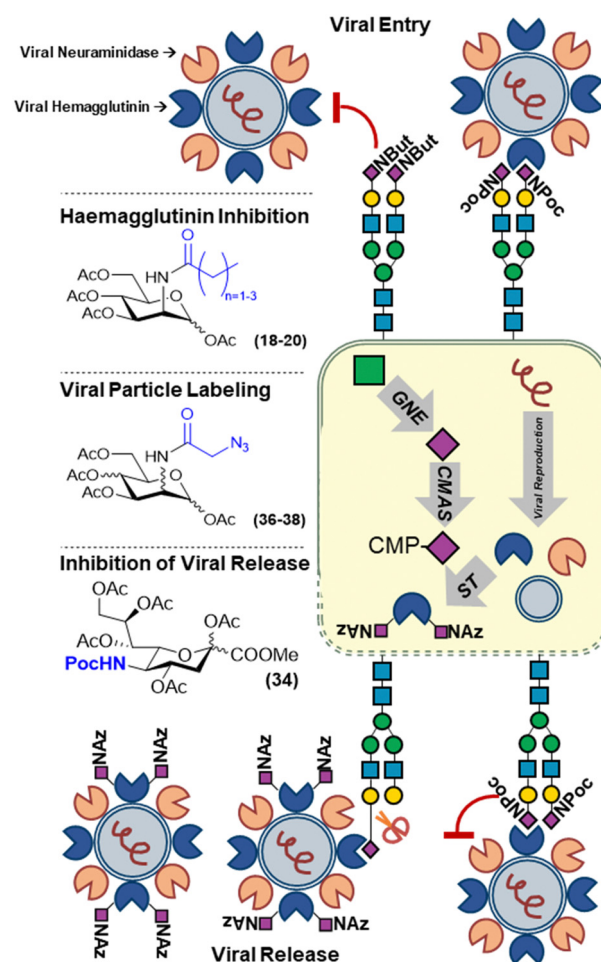 Viral Entry
Viral Neuraminidase
Viral Hemagglutinin
NBut
NBut
NPoc
NPoc
Haemagglutinin Inhibition
O
AcO
HN
AcO
O
AcO
n=1-3
OAc
(18-20)
Viral Particle Labeling
O
N3
AcO
HN
AcO
O
AcO
OAc
(36-38)
Inhibition of Viral Release
OAc
OAc
AcO
OAc
AcO
O
COOMe
PocHN
OAc
(34)
GNE
CMAS
CMP
ST
Viral Reproduction
NAz
NAz
NAz
NAz
NAz
NAz
NAz
NAz
NAz
NAz
NPoc
NPoc
Viral Release